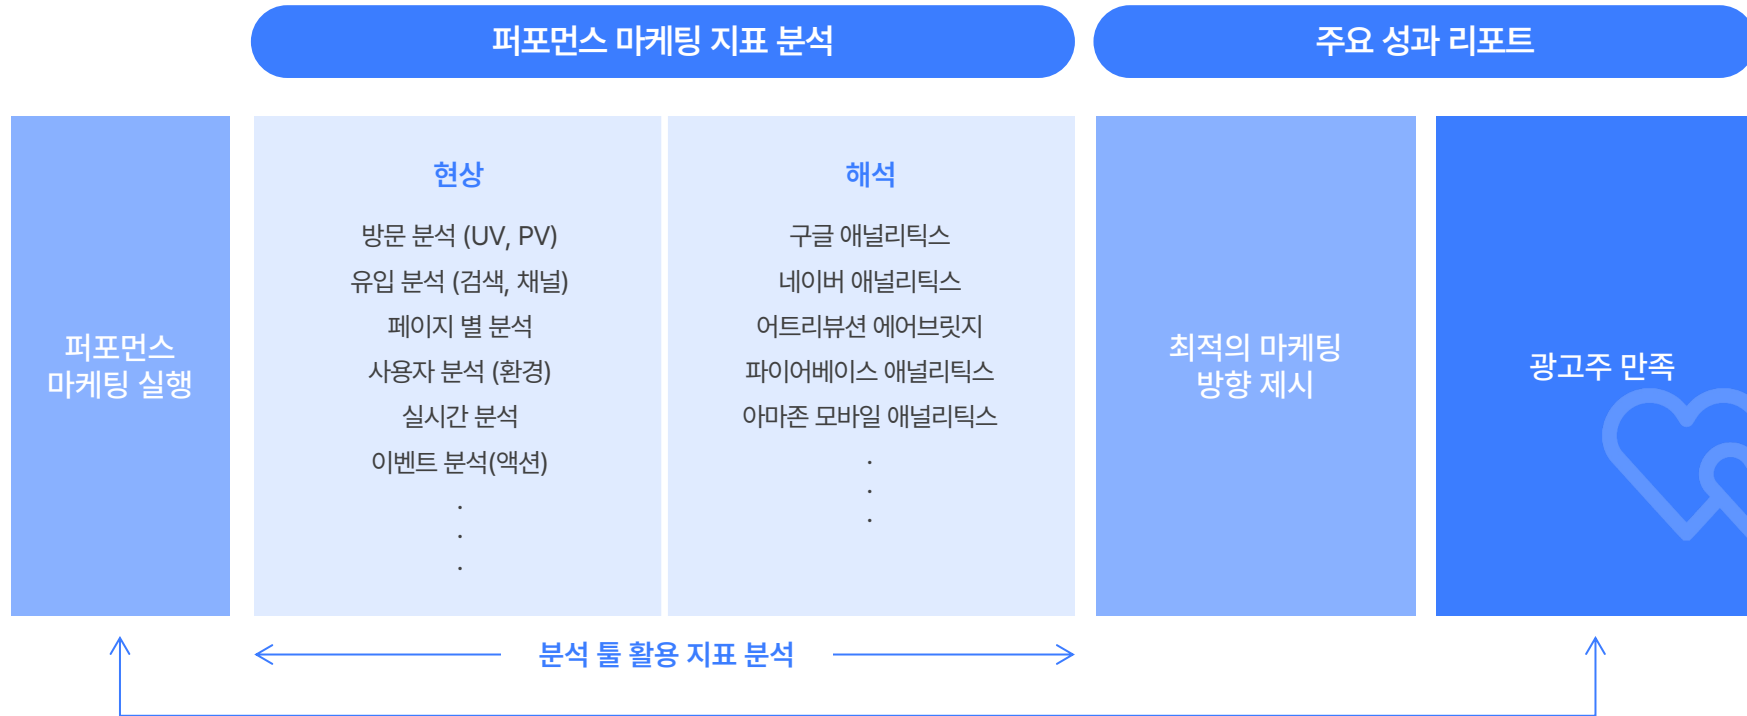 퍼포먼스 마케팅 지표 분석
주요 성과 리포트
퍼포먼스
마케팅 실행
현상
방문 분석 (UV, PV)
유입 분석 (검색, 채널)
페이지 별 분석
사용자 분석 (환경)
실시간 분석
이벤트 분석(액션)
.
.
.
해석
구글 애널리틱스
네이버 애널리틱스
어트리뷰션 에어브릿지
파이어베이스 애널리틱스
아마존 모바일 애널리틱스
.
.
.
최적의 마케팅
방향 제시
광고주 만족
분석 툴 활용 지표 분석